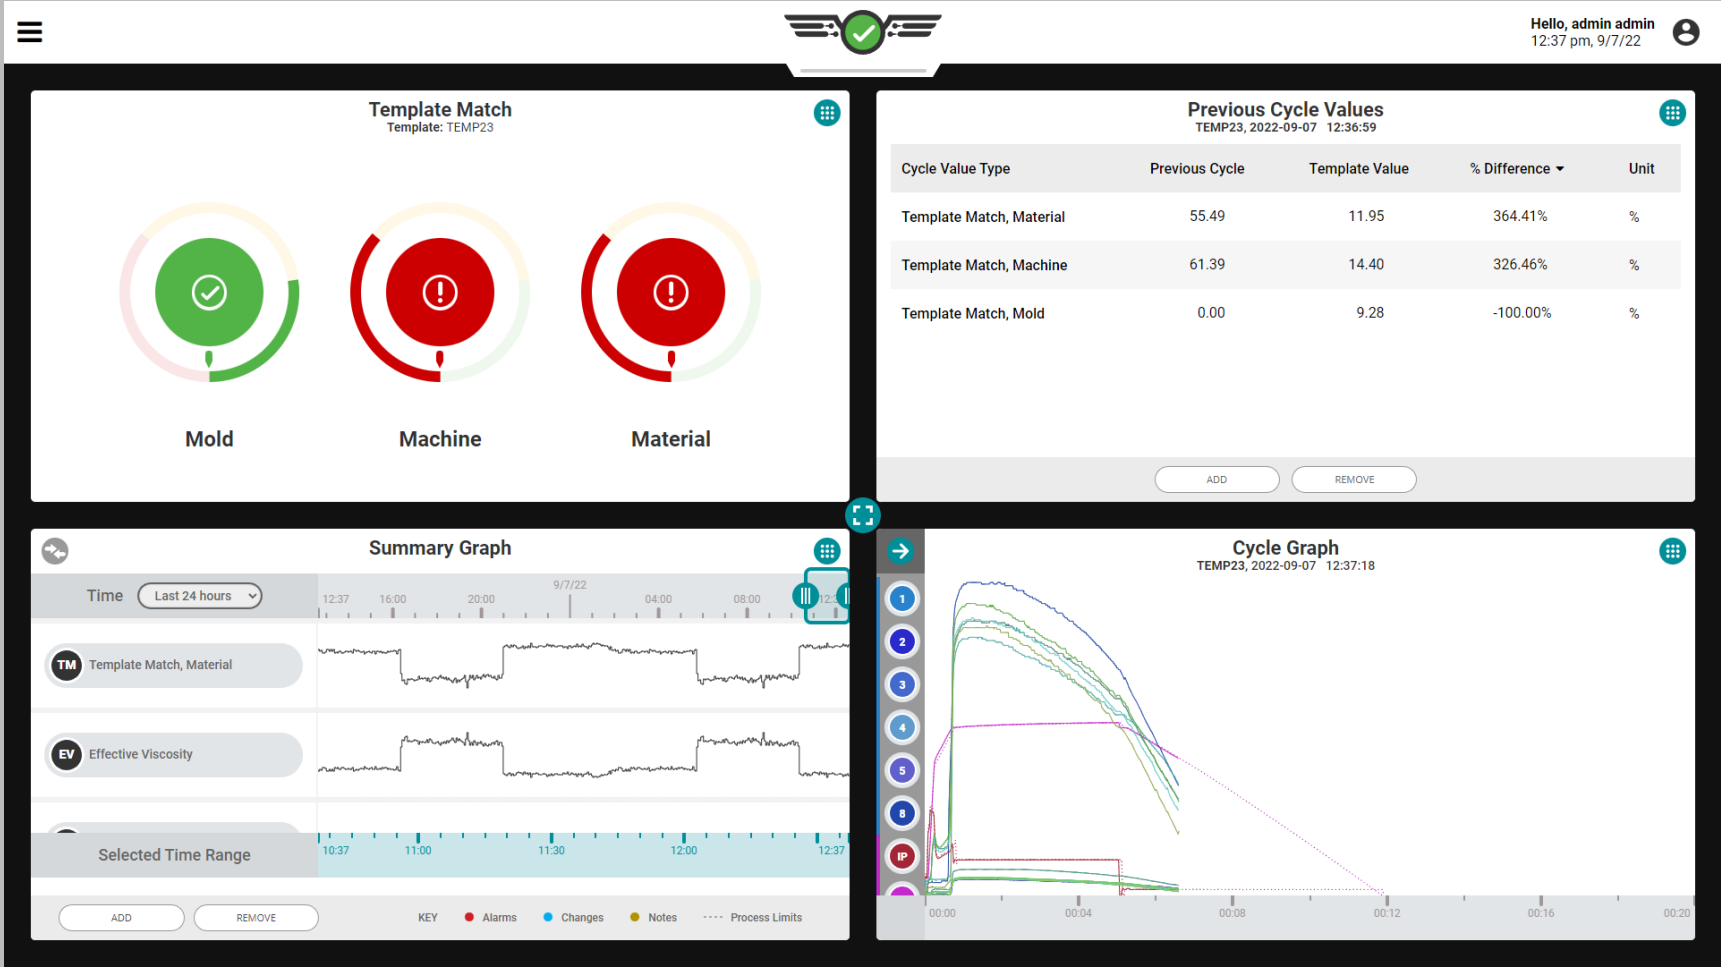 Hello, admin admin
12:37 pm, 9/7/22
Template Match
Template: TEMP23
Mold
Machine
Material
Previous Cycle Values
TEMP23, 2022-09-07 12:36:59
Cycle Value Type Previous Cycle Template Value % Difference Unit
Template Match, Material 55.49 11.95 364.41% %
Template Match, Machine 61.39 14.40 326.46% %
Template Match, Mold 0.00 9.28 -100.00% %
ADD REMOVE
Summary Graph
Time Last 24 hours
9/7/22
12:37 16:00 20:00 04:00 08:00
TM Template Match, Material
EV Effective Viscosity
Selected Time Range
10:37 11:00 11:30 12:00 12:37
ADD REMOVE KEY Alarms Changes Notes Process Limits
Cycle Graph
TEMP23, 2022-09-07 12:37:18
1
2
3
4
5
8
IP
00:00 00:04 00:08 00:12 00:16 00:20